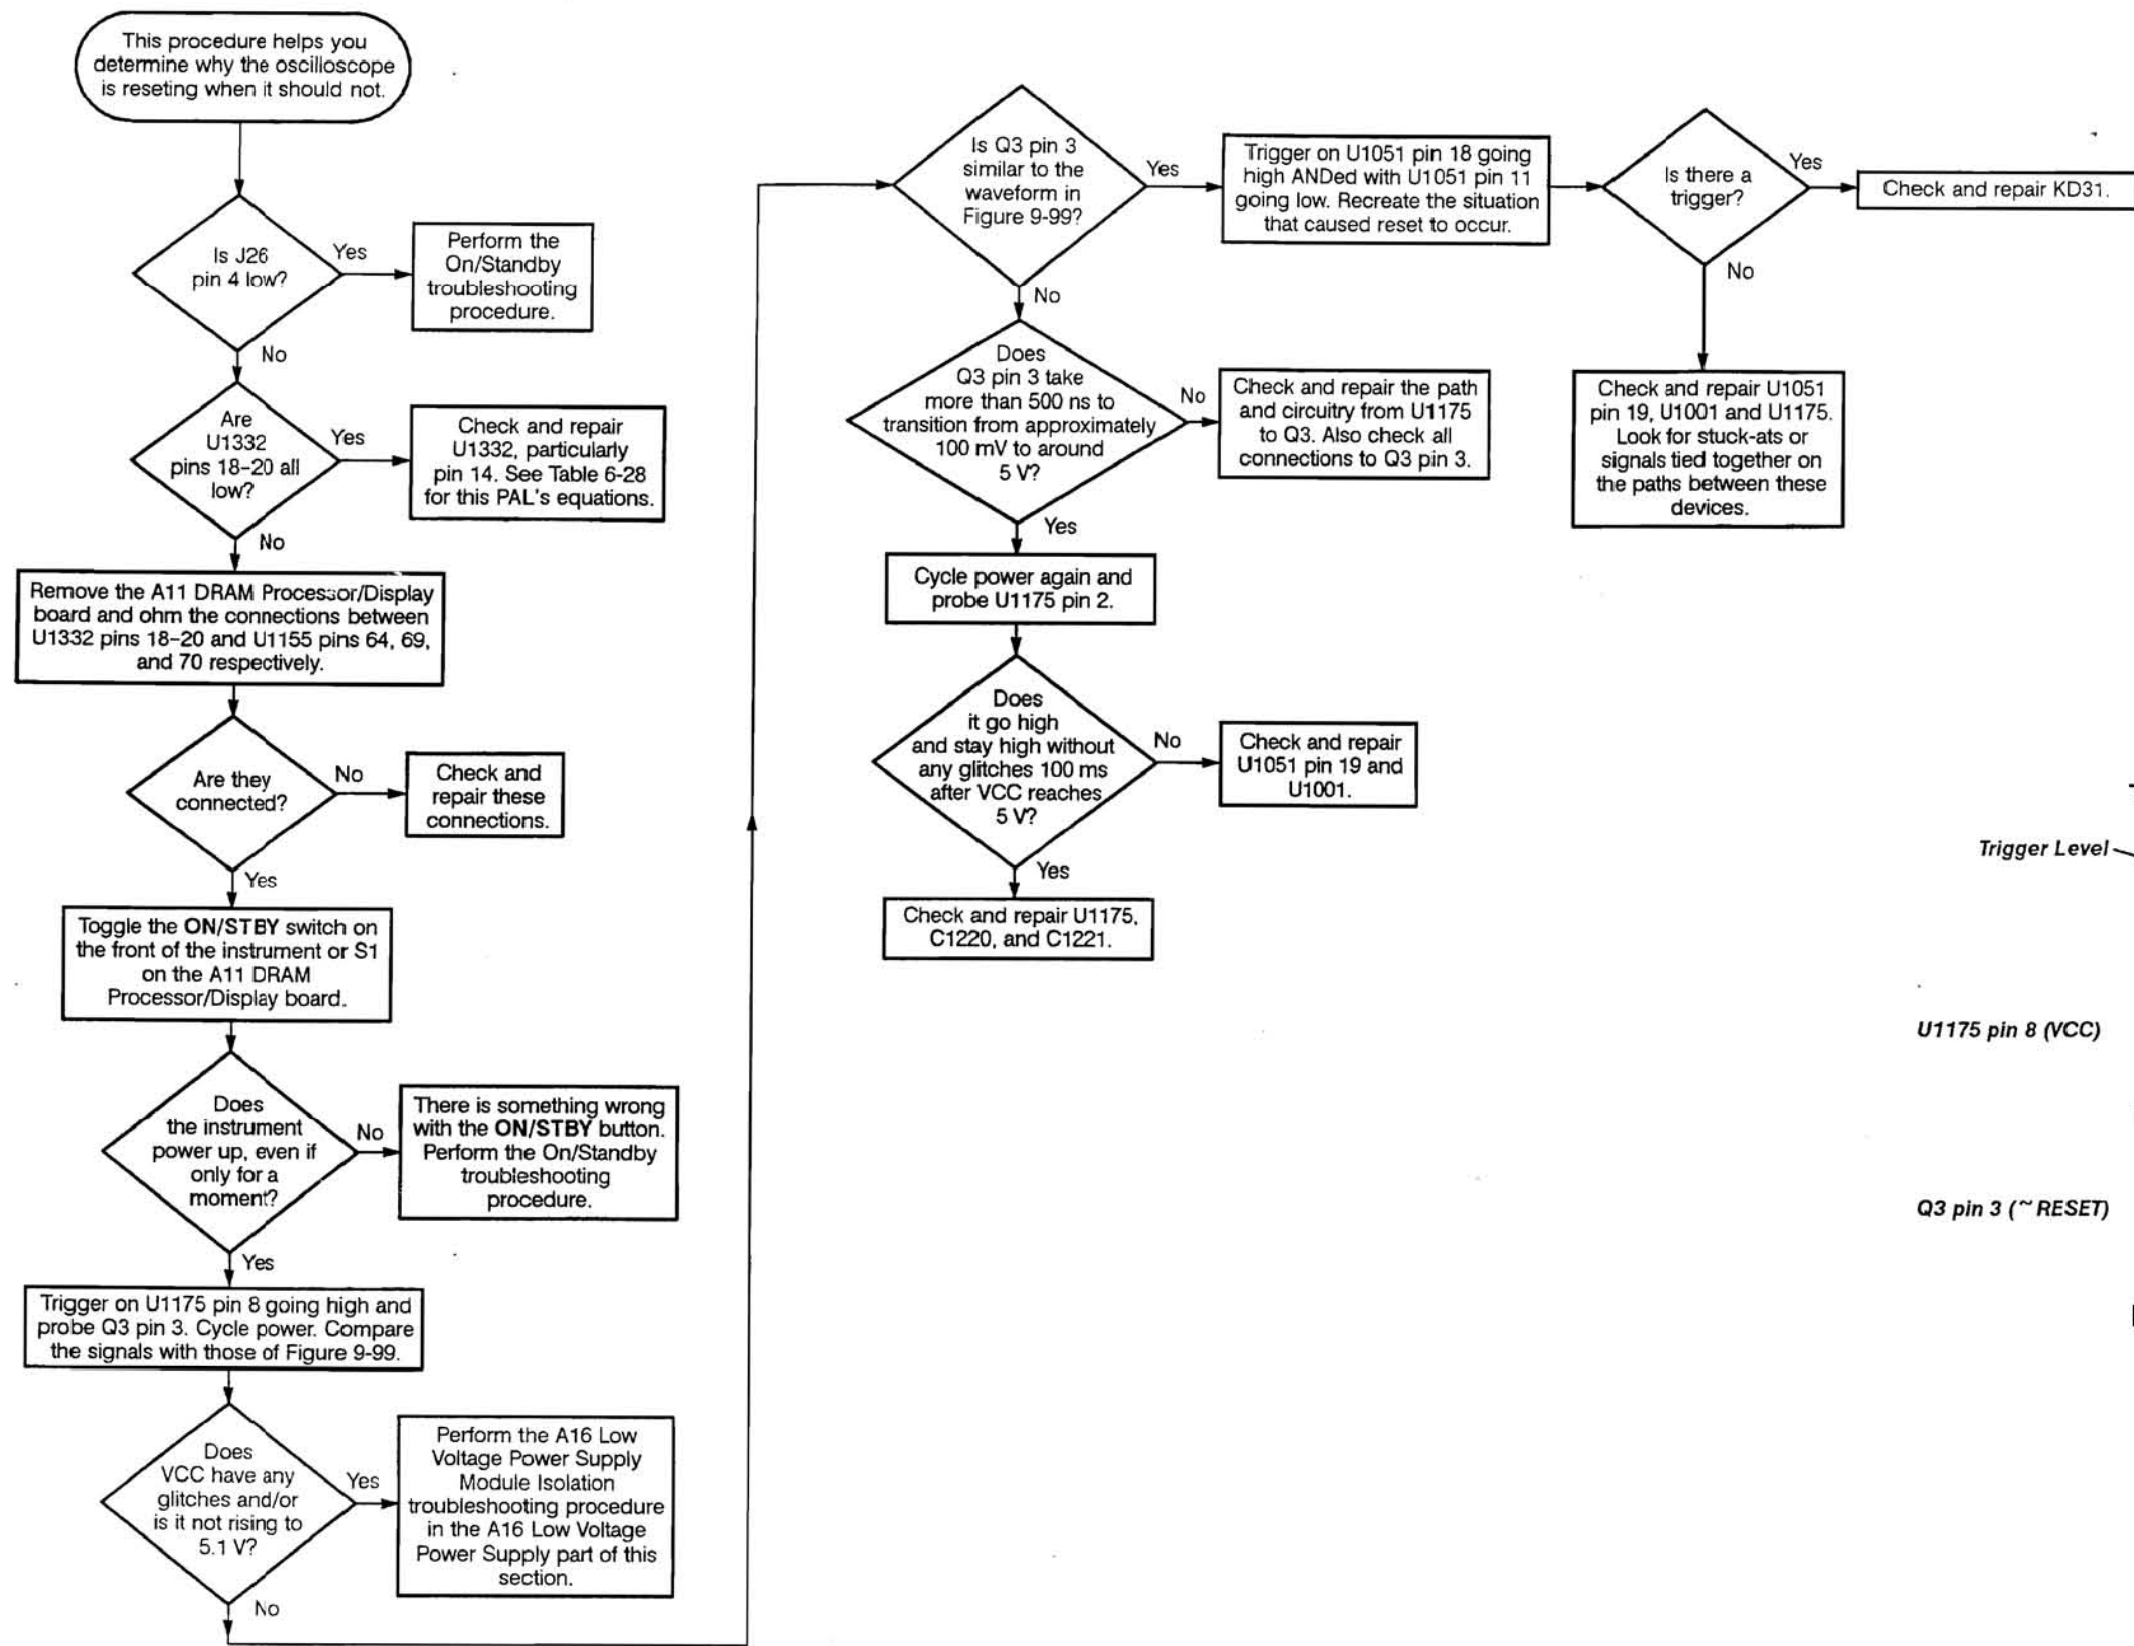 This procedure helps you
determine why the oscilloscope
is reseting when it should not.
Is J26
pin 4 low?
Yes
Perform the
On/Standby
troubleshooting
procedure.
No
Are
U1332
pins 18–20 all
low?
Yes
Check and repair
U1332, particularly
pin 14. See Table 6-28
for this PAL's equations.
No
Remove the A11 DRAM Processor/Display
board and ohm the connections between
U1332 pins 18–20 and U1155 pins 64, 69,
and 70 respectively.
Are they
connected?
No
Check and
repair these
connections.
Yes
Toggle the ON/STBY switch on
the front of the instrument or S1
on the A11 DRAM
Processor/Display board.
Does
the instrument
power up, even if
only for a
moment?
No
There is something wrong
with the ON/STBY button.
Perform the On/Standby
troubleshooting
procedure.
Yes
Trigger on U1175 pin 8 going high and
probe Q3 pin 3. Cycle power. Compare
the signals with those of Figure 9-99.
Does
VCC have any
glitches and/or
is it not rising to
5.1 V?
Yes
Perform the A16 Low
Voltage Power Supply
Module Isolation
troubleshooting procedure
in the A16 Low Voltage
Power Supply part of this
section.
No
Is Q3 pin 3
similar to the
waveform in
Figure 9-99?
Yes
Trigger on U1051 pin 18 going
high ANDed with U1051 pin 11
going low. Recreate the situation
that caused reset to occur.
Is there a
trigger?
Yes
Check and repair KD31.
No
Check and repair U1051
pin 19, U1001 and U1175.
Look for stuck-ats or
signals tied together on
the paths between these
devices.
No
Does
Q3 pin 3 take
more than 500 ns to
transition from approximately
100 mV to around
5 V?
No
Check and repair the path
and circuitry from U1175
to Q3. Also check all
connections to Q3 pin 3.
Yes
Cycle power again and
probe U1175 pin 2.
Does
it go high
and stay high without
any glitches 100 ms
after VCC reaches
5 V?
No
Check and repair
U1051 pin 19 and
U1001.
Yes
Check and repair U1175,
C1220, and C1221.
Trigger Level
U1175 pin 8 (VCC)
Q3 pin 3 (~RESET)